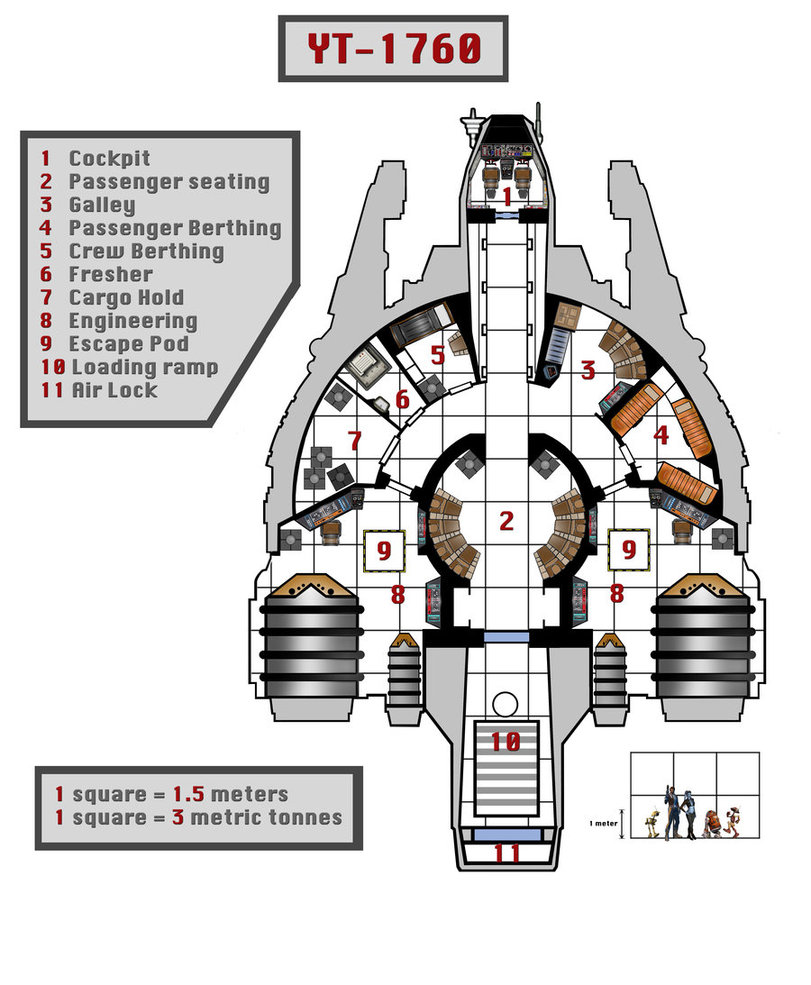 YT-1760
1 Cockpit
2 Passenger seating
3 Galley
4 Passenger Berthing
5 Crew Berthing
6 Fresher
7 Cargo Hold
8 Engineering
9 Escape Pod
10 Loading ramp
11 Air Lock
1
5
3
6
7
4
2
9
9
8
8
10
11
1 square = 1.5 meters
1 square = 3 metric tonnes
1 meter